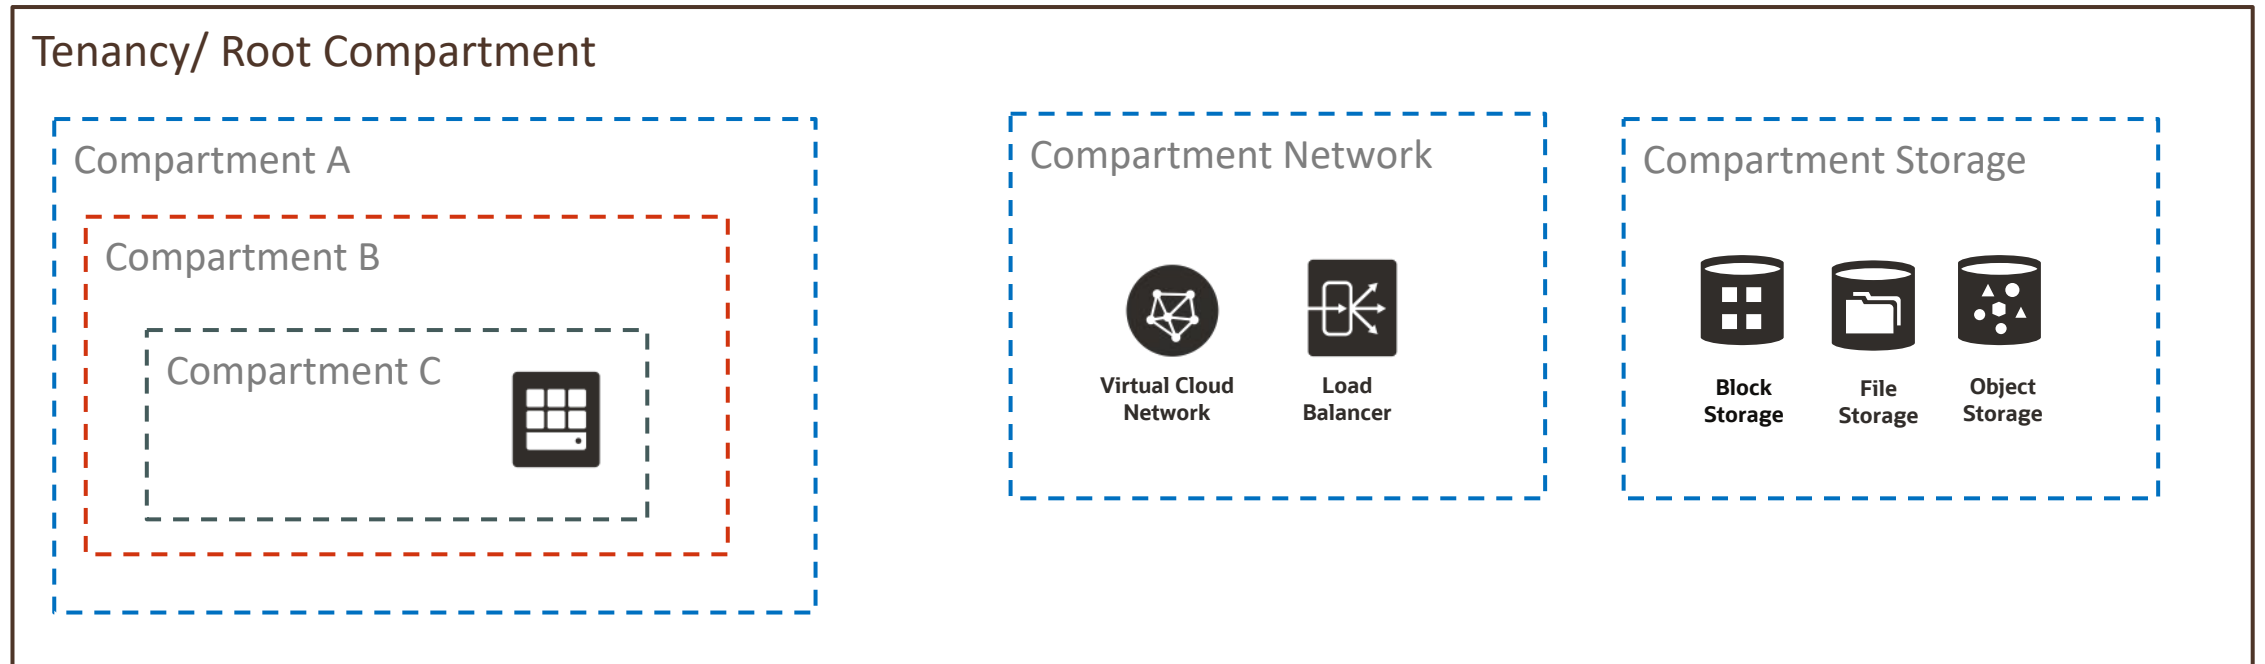 Tenancy/ Root Compartment
Compartment A
Compartment B
Compartment C
Compartment Network
Virtual Cloud
Network
Load
Balancer
Compartment Storage
Block
Storage
File
Storage
Object
Storage